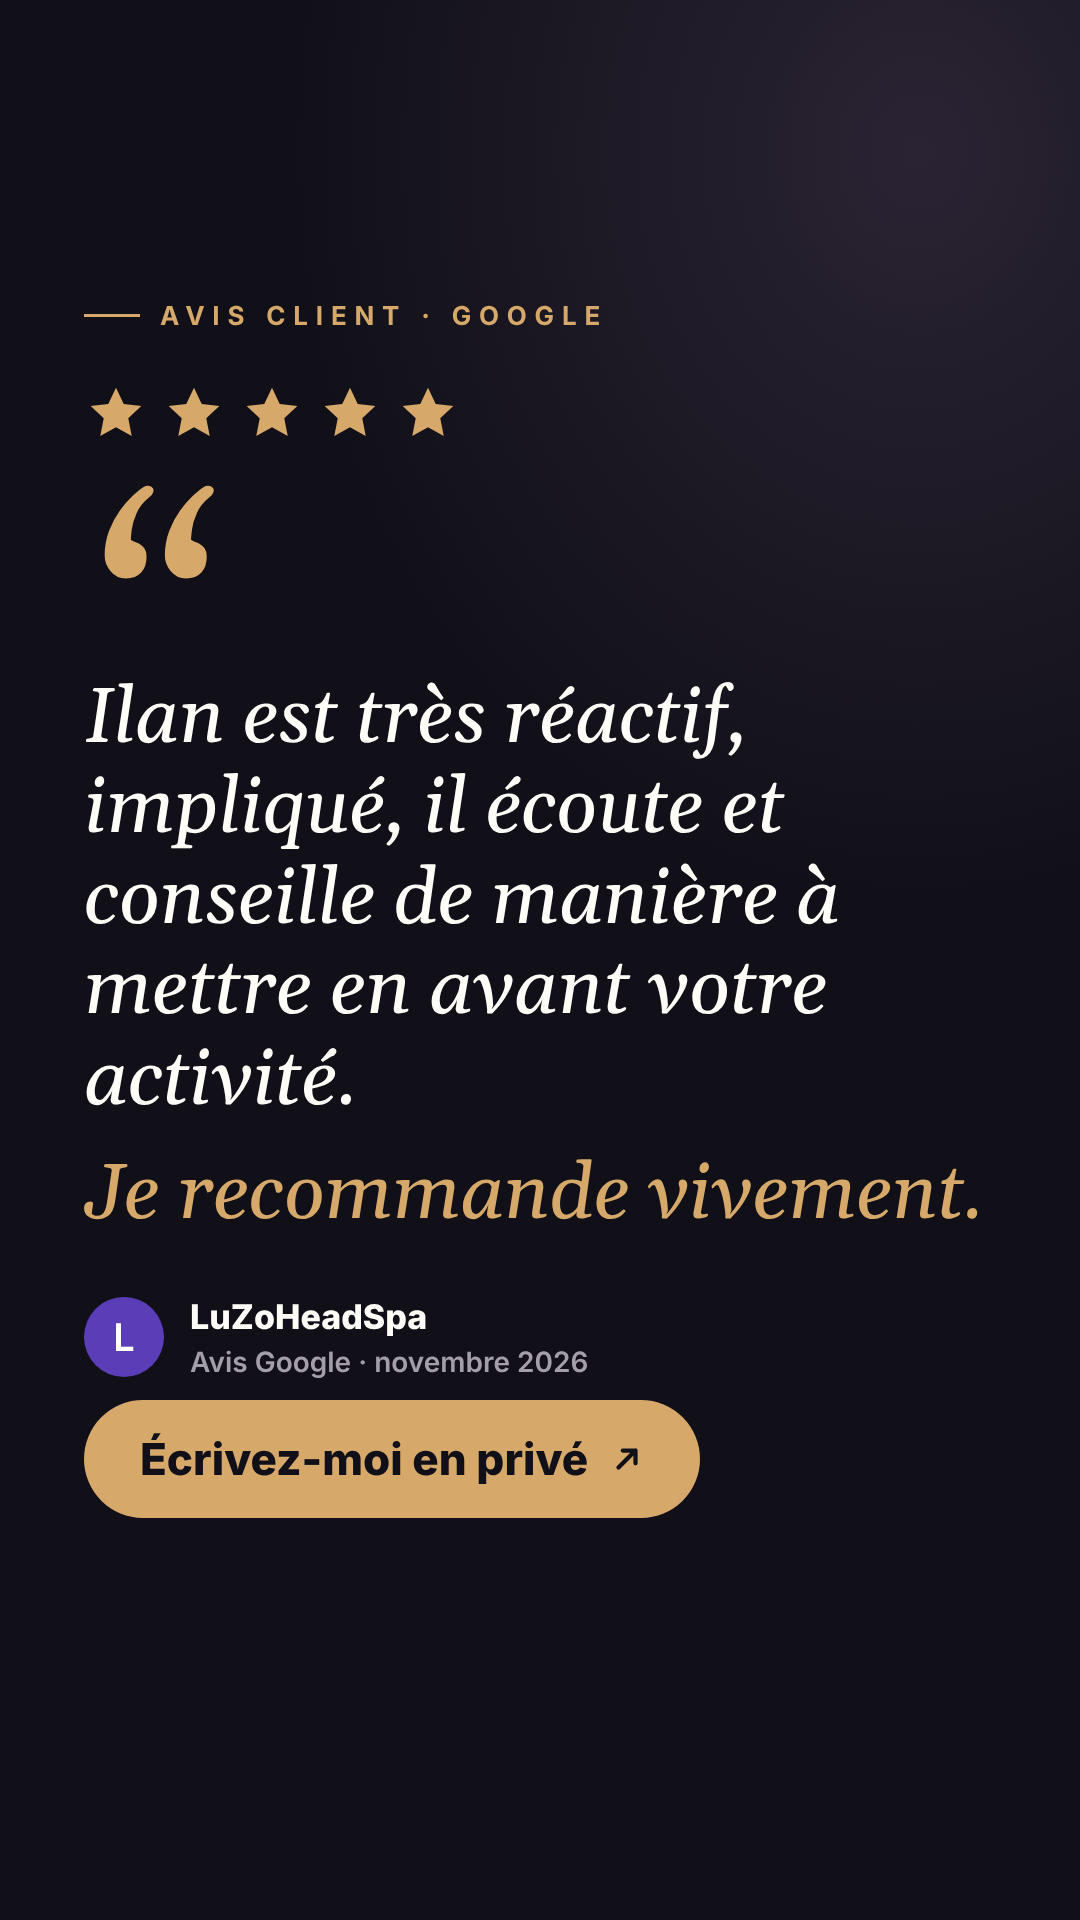 AVIS CLIENT · GOOGLE
“
Ilan est très réactif,
impliqué, il écoute et
conseille de manière à
mettre en avant votre
activité.
Je recommande vivement.
L
LuZoHeadSpa
Avis Google · novembre 2026
Écrivez-moi en privé ↗